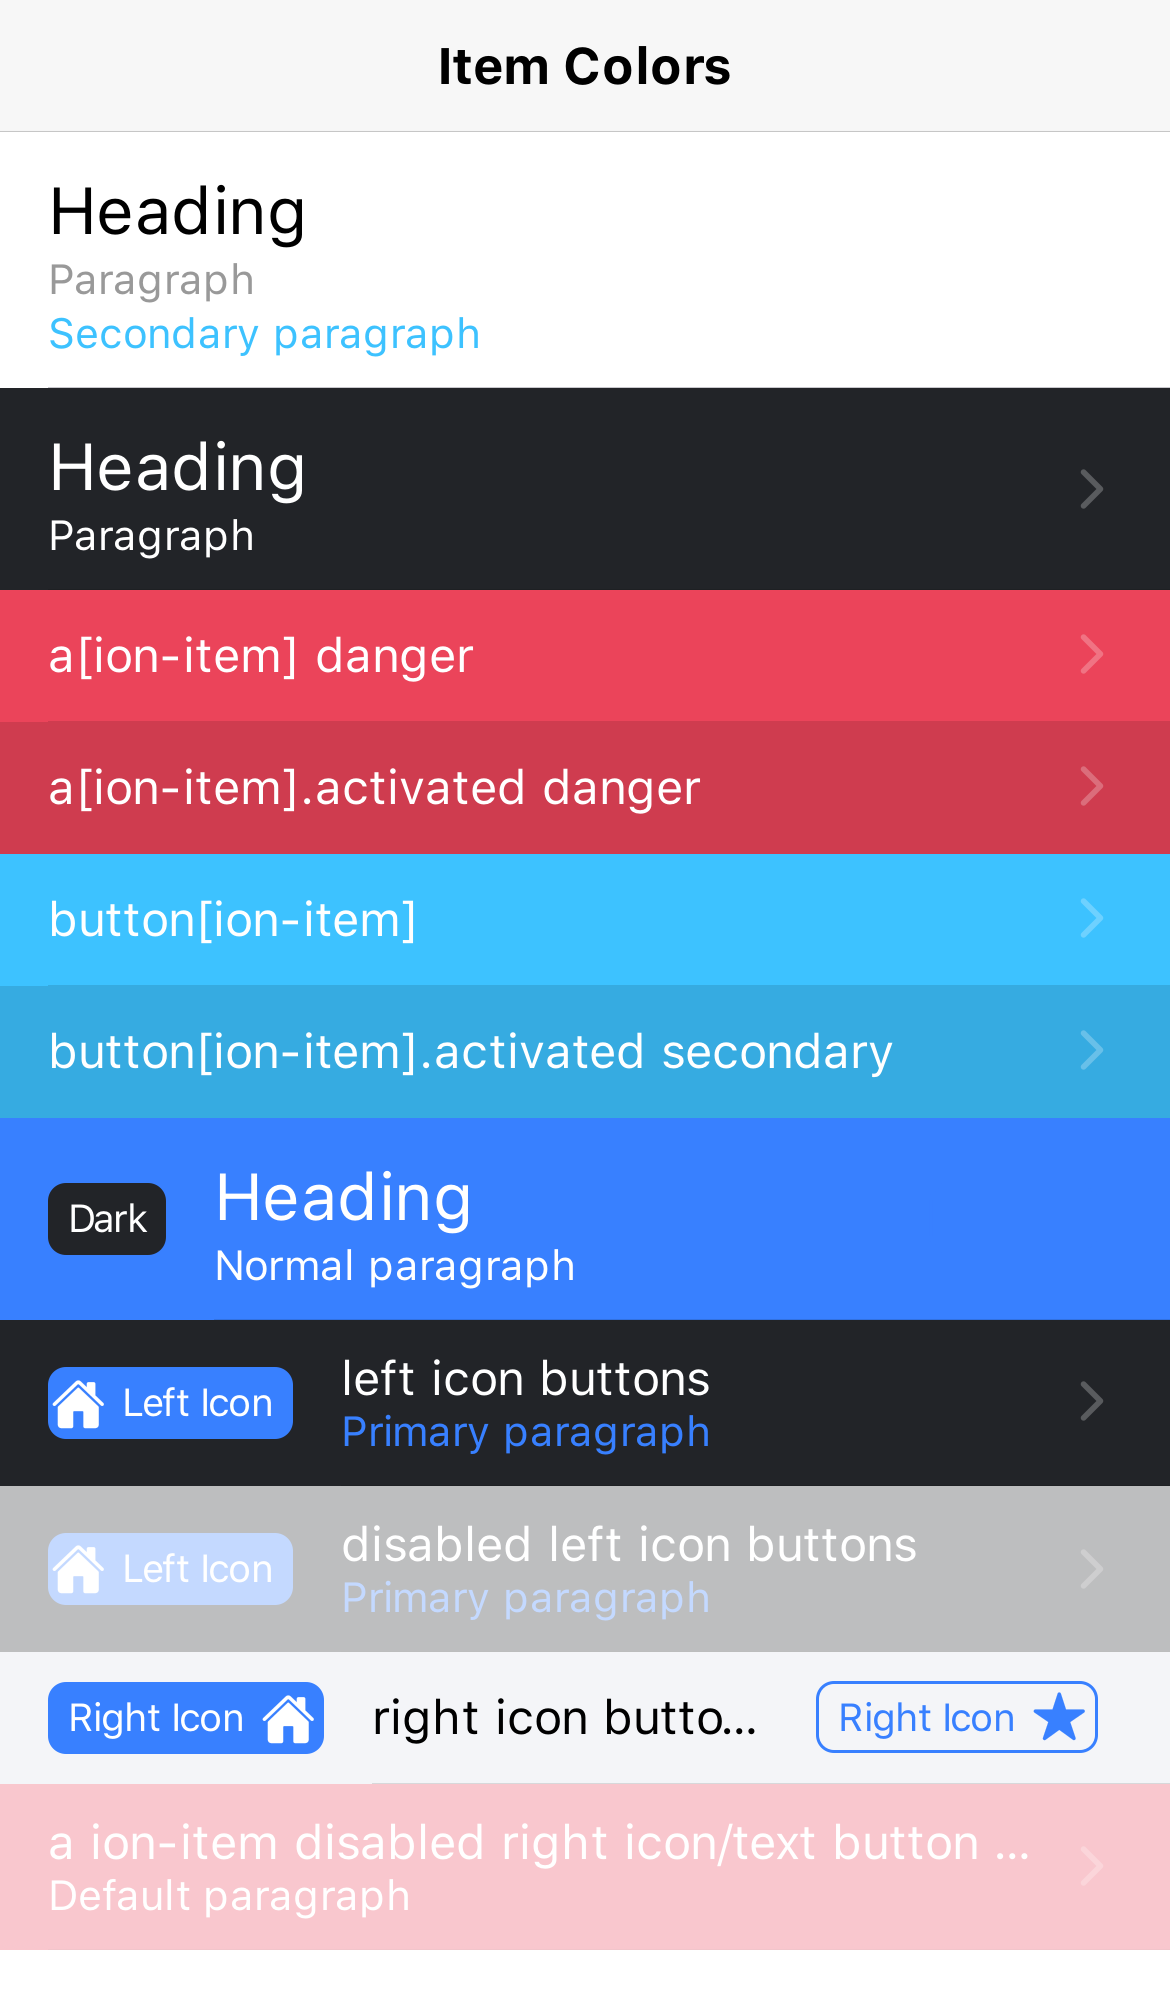 Item Colors
Heading
Paragraph
Secondary paragraph
Heading
Paragraph
a[ion-item] danger
a[ion-item].activated danger
button[ion-item]
button[ion-item].activated secondary
Dark
Heading
Normal paragraph
Left Icon
left icon buttons
Primary paragraph
Left Icon
disabled left icon buttons
Primary paragraph
Right Icon
right icon butto...
Right Icon
a ion-item disabled right icon/text button ...
Default paragraph